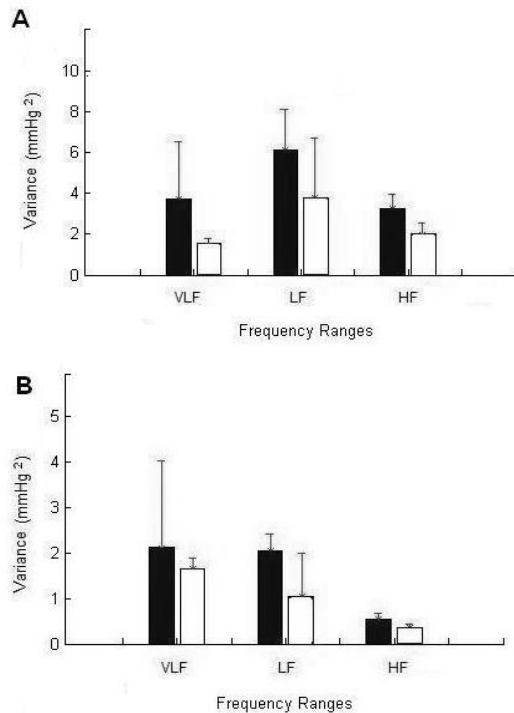 A
Variance (mmHg²)
10
8
6
4
2
0
VLF LF HF
Frequency Ranges
B
Variance (mmHg²)
5
4
3
2
1
0
VLF LF HF
Frequency Ranges